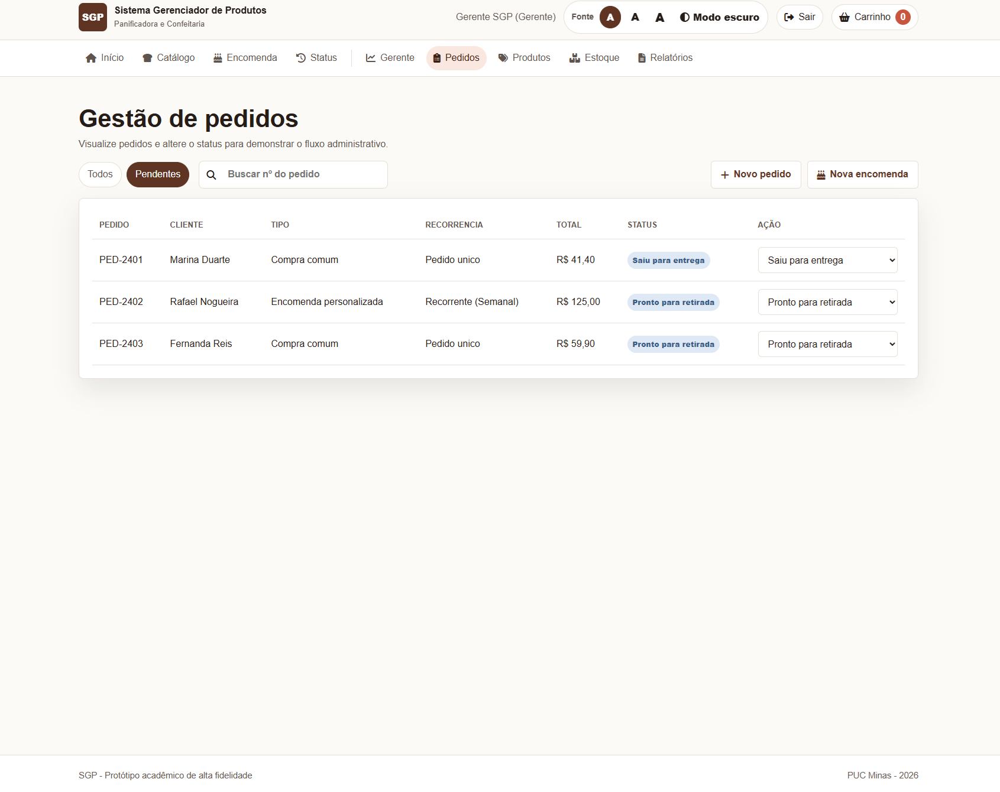 SGP
Sistema Gerenciador de Produtos
Panificadora e Confeitaria
Gerente SGP (Gerente)
Fonte A A A Modo escuro
Sair
Carrinho 0
Início Catálogo Encomenda Status Gerente Pedidos Produtos Estoque Relatórios
Gestão de pedidos
Visualize pedidos e altere o status para demonstrar o fluxo administrativo.
Todos Pendentes Buscar nº do pedido Novo pedido Nova encomenda
PEDIDO CLIENTE TIPO RECORRENCIA TOTAL STATUS AÇÃO
PED-2401 Marina Duarte Compra comum Pedido unico R$ 41,40 Saiu para entrega Saiu para entrega
PED-2402 Rafael Nogueira Encomenda personalizada Recorrente (Semanal) R$ 125,00 Pronto para retirada Pronto para retirada
PED-2403 Fernanda Reis Compra comum Pedido unico R$ 59,90 Pronto para retirada Pronto para retirada
SGP - Protótipo acadêmico de alta fidelidade PUC Minas - 2026